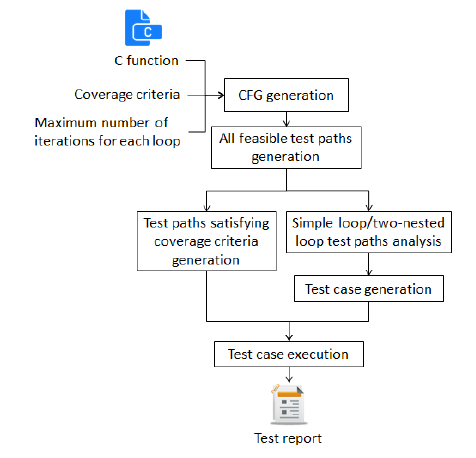 C
C function
Coverage criteria
Maximum number of
iterations for each loop
CFG generation
All feasible test paths
generation
Test paths satisfying
coverage criteria
generation
Simple loop/two-nested
loop test paths analysis
Test case generation
Test case execution
Test report